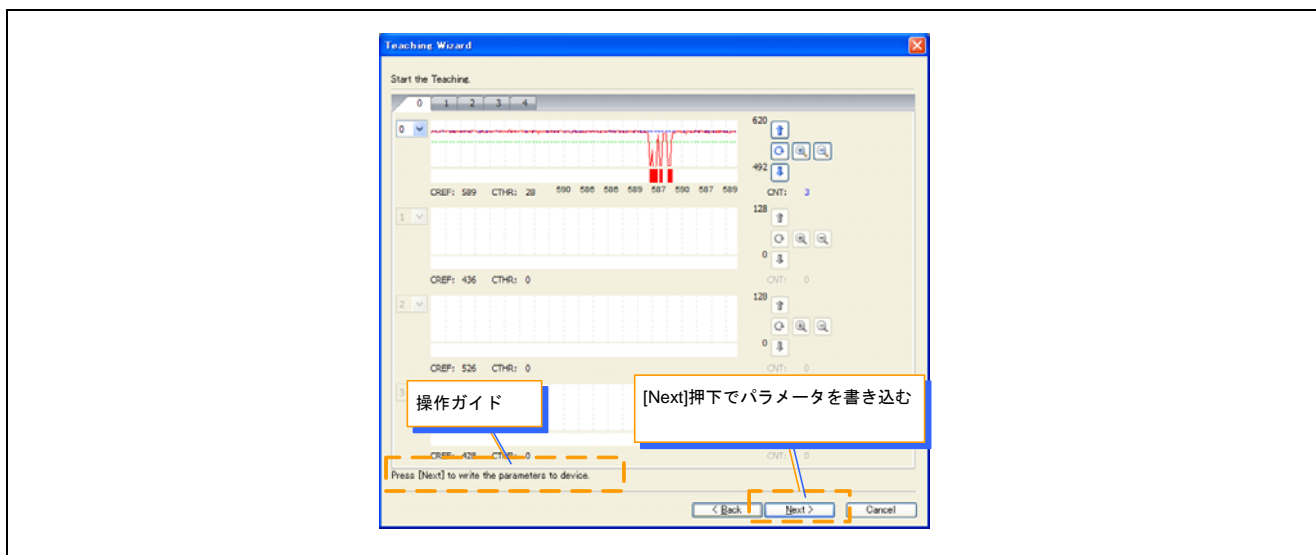 Teaching Wizard
Start the Teaching.
0 1 2 3 4
0
620
492
CREF: 589 CTHR: 28 590 586 586 589 587 590 587 589 CNT: 3
1
128
0
CREF: 436 CTHR: 0 CNT: 0
2
128
0
CREF: 526 CTHR: 0 CNT: 0
3
操作ガイド
[Next]押下でパラメータを書き込む
CREF: 428 CTHR: 0 CNT: 0
Press [Next] to write the parameters to device.
< Back Next > Cancel